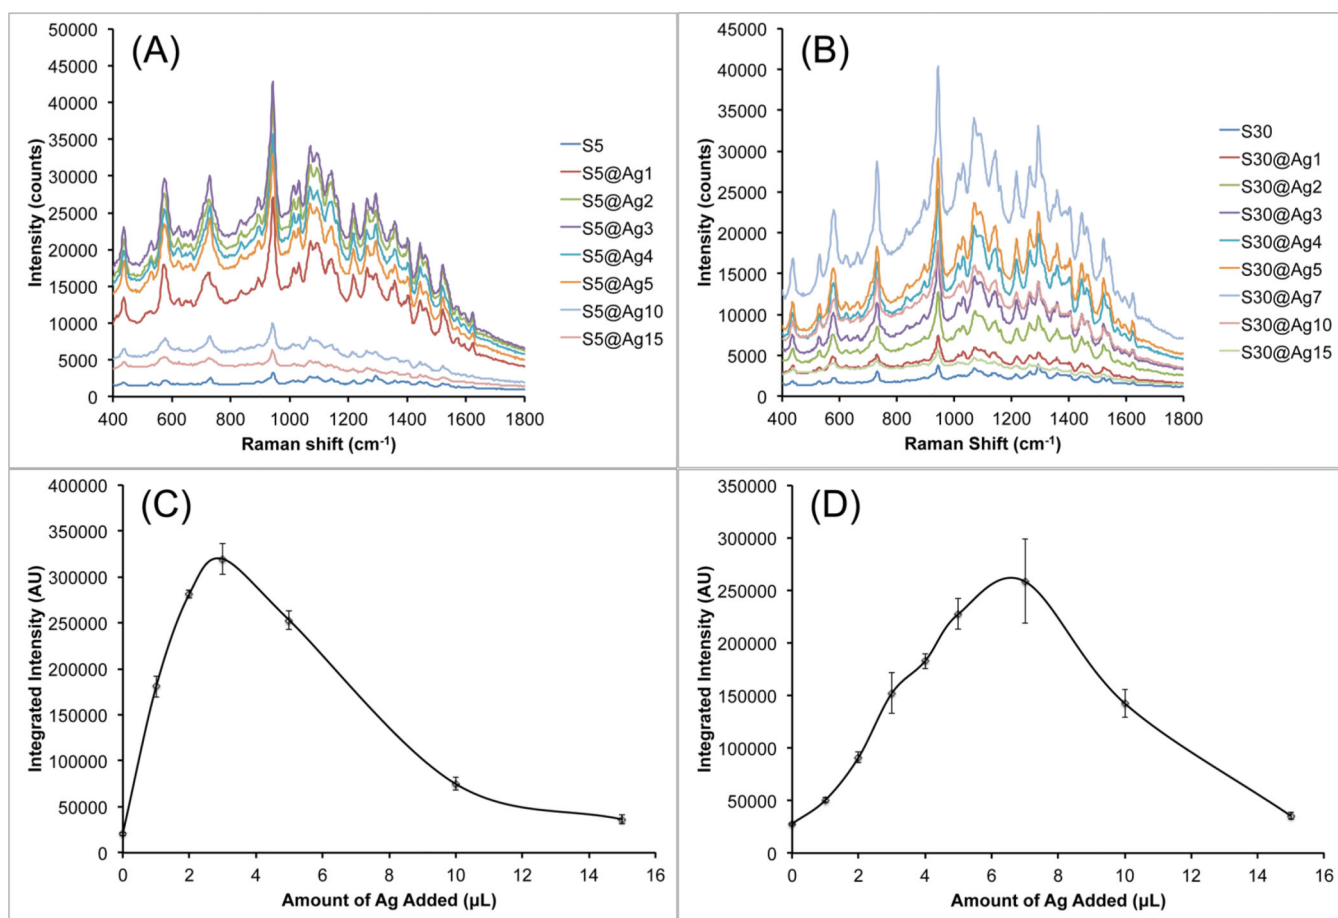 (A)
Intensity (counts)
50000
45000
40000
35000
30000
25000
20000
15000
10000
5000
0
400 600 800 1000 1200 1400 1600 1800
Raman shift (cm-1)
S5
S5@Ag1
S5@Ag2
S5@Ag3
S5@Ag4
S5@Ag5
S5@Ag10
S5@Ag15
(B)
Intensity (counts)
45000
40000
35000
30000
25000
20000
15000
10000
5000
0
400 600 800 1000 1200 1400 1600 1800
Raman Shift (cm-1)
S30
S30@Ag1
S30@Ag2
S30@Ag3
S30@Ag4
S30@Ag5
S30@Ag7
S30@Ag10
S30@Ag15
(C)
Integrated Intensity (AU)
400000
350000
300000
250000
200000
150000
100000
50000
0
0 2 4 6 8 10 12 14 16
Amount of Ag Added (µL)
(D)
Integrated Intensity (AU)
350000
300000
250000
200000
150000
100000
50000
0
0 2 4 6 8 10 12 14 16
Amount of Ag Added (µL)